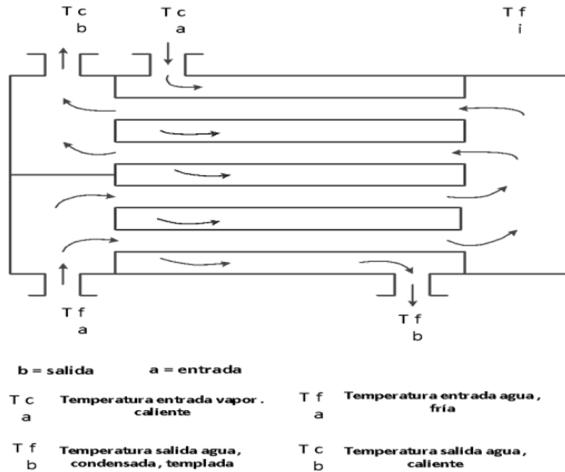 T c
b
T c
a
T f
i
T f
a
T f
b
b = salida
a = entrada
T c
a
Temperatura entrada vapor .
caliente
T f
a
Temperatura entrada agua ,
fría
T f
b
Temperatura salida agua ,
condensada , templada
T c
b
Temperatura salida agua ,
caliente